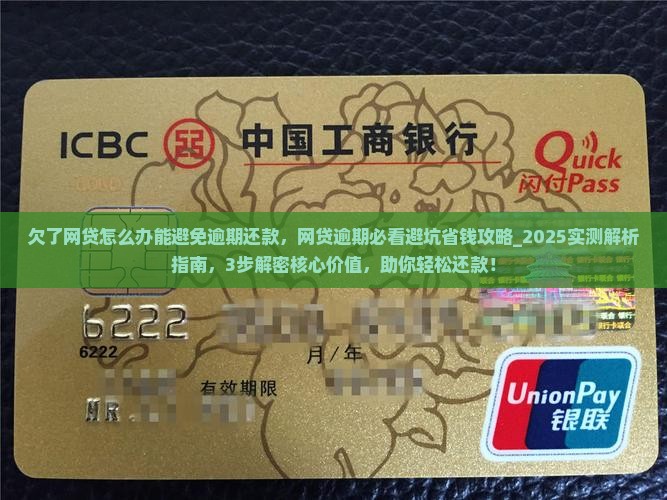 ICBC 中国工商银行
Quick
闪付Pass
欠了网贷怎么办能避免逾期还款，网贷逾期必看避坑省钱攻略_2025实测解析
指南，3步解密核心价值，助你轻松还款！
6222
6222
月/年
有效期限
MR.
UnionPay
银联